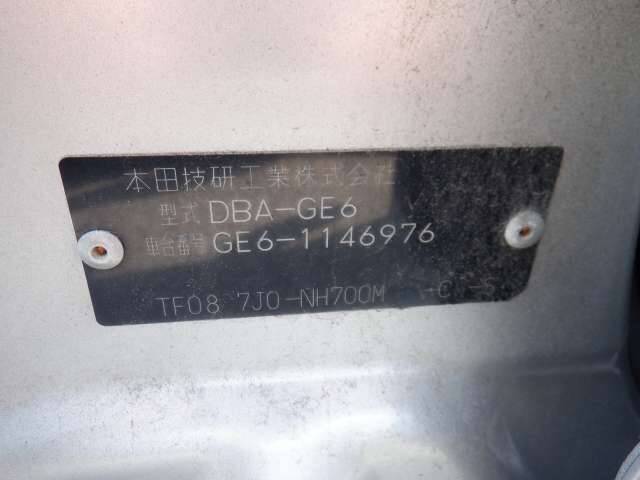 本田技研工業株式会社
型式 DBA-GE6
車台番号 GE6-1146976
TF08 7J0-NH700M -C -S